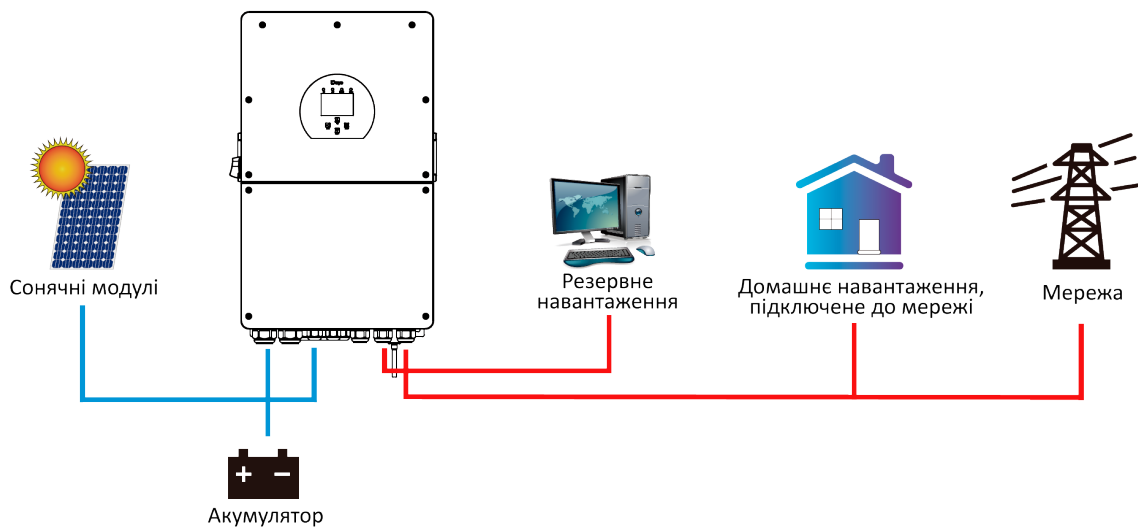 Сонячні модулі
Резервне
навантаження
Домашнє навантаження,
підключене до мережі
Мережа
+ −
Акумулятор